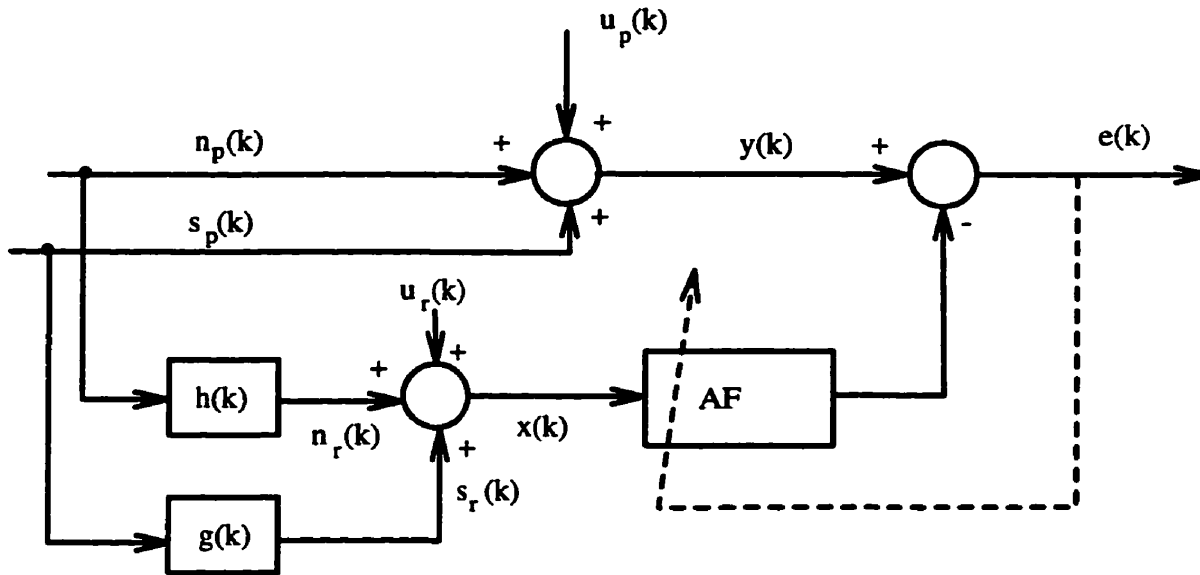 u_p(k)
+
n_p(k)
+
y(k)
+
e(k)
s_p(k)
+
-
u_r(k)
+
+
h(k)
n_r(k)
x(k)
AF
+
s_r(k)
g(k)